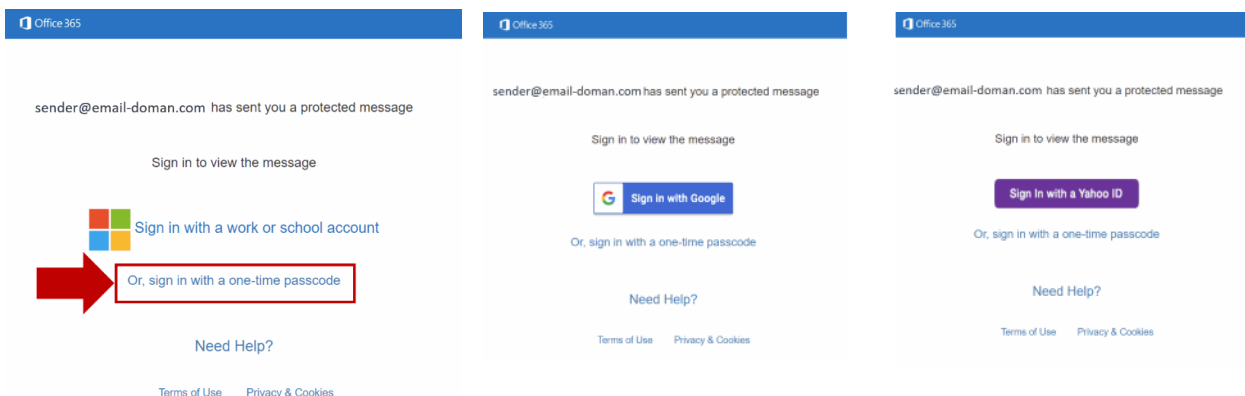 Office 365
sender@email-doman.com has sent you a protected message
Sign in to view the message
Sign in with a work or school account
Or, sign in with a one-time passcode
Need Help?
Terms of Use Privacy & Cookies
Office 365
sender@email-doman.com has sent you a protected message
Sign in to view the message
G Sign in with Google
Or, sign in with a one-time passcode
Need Help?
Terms of Use Privacy & Cookies
Office 365
sender@email-doman.com has sent you a protected message
Sign in to view the message
Sign In with a Yahoo ID
Or, sign in with a one-time passcode
Need Help?
Terms of Use Privacy & Cookies